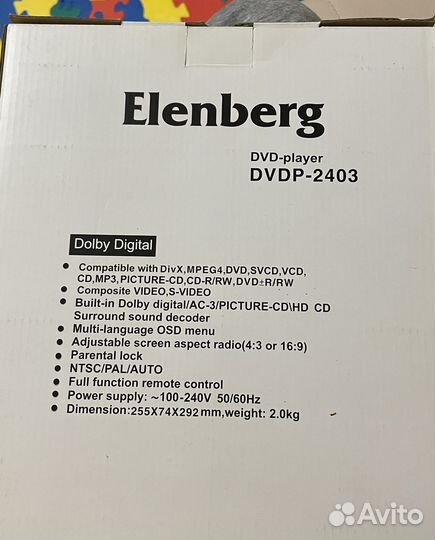 Elenberg
DVD-player
DVDP-2403
Dolby Digital
● Compatible with DivX,MPEG4,DVD,SVCD,VCD,
CD,MP3,PICTURE-CD,CD-R/RW,DVD±R/RW
● Composite VIDEO,S-VIDEO
● Built-in Dolby digital/AC-3/PICTURE-CD\HD CD
Surround sound decoder
● Multi-language OSD menu
● Adjustable screen aspect radio(4:3 or 16:9)
● Parental lock
● NTSC/PAL/AUTO
● Full function remote control
● Power supply: ~100-240V 50/60Hz
● Dimension:255X74X292mm,weight: 2.0kg
Avito